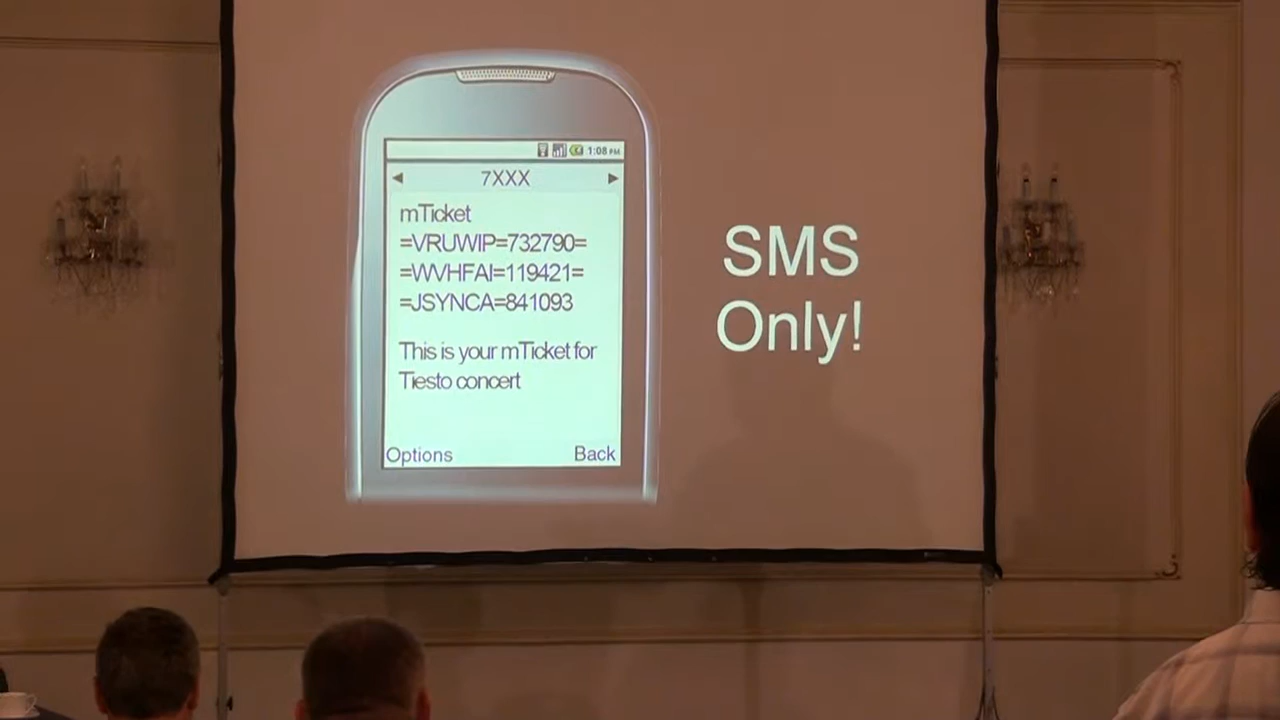 1:08 PM
7XXX
mTicket
=VRUWIP=732790=
=WVHFAI=119421=
=JSYNCA=841093
This is your mTicket for
Tiesto concert
Options
Back
SMS
Only!